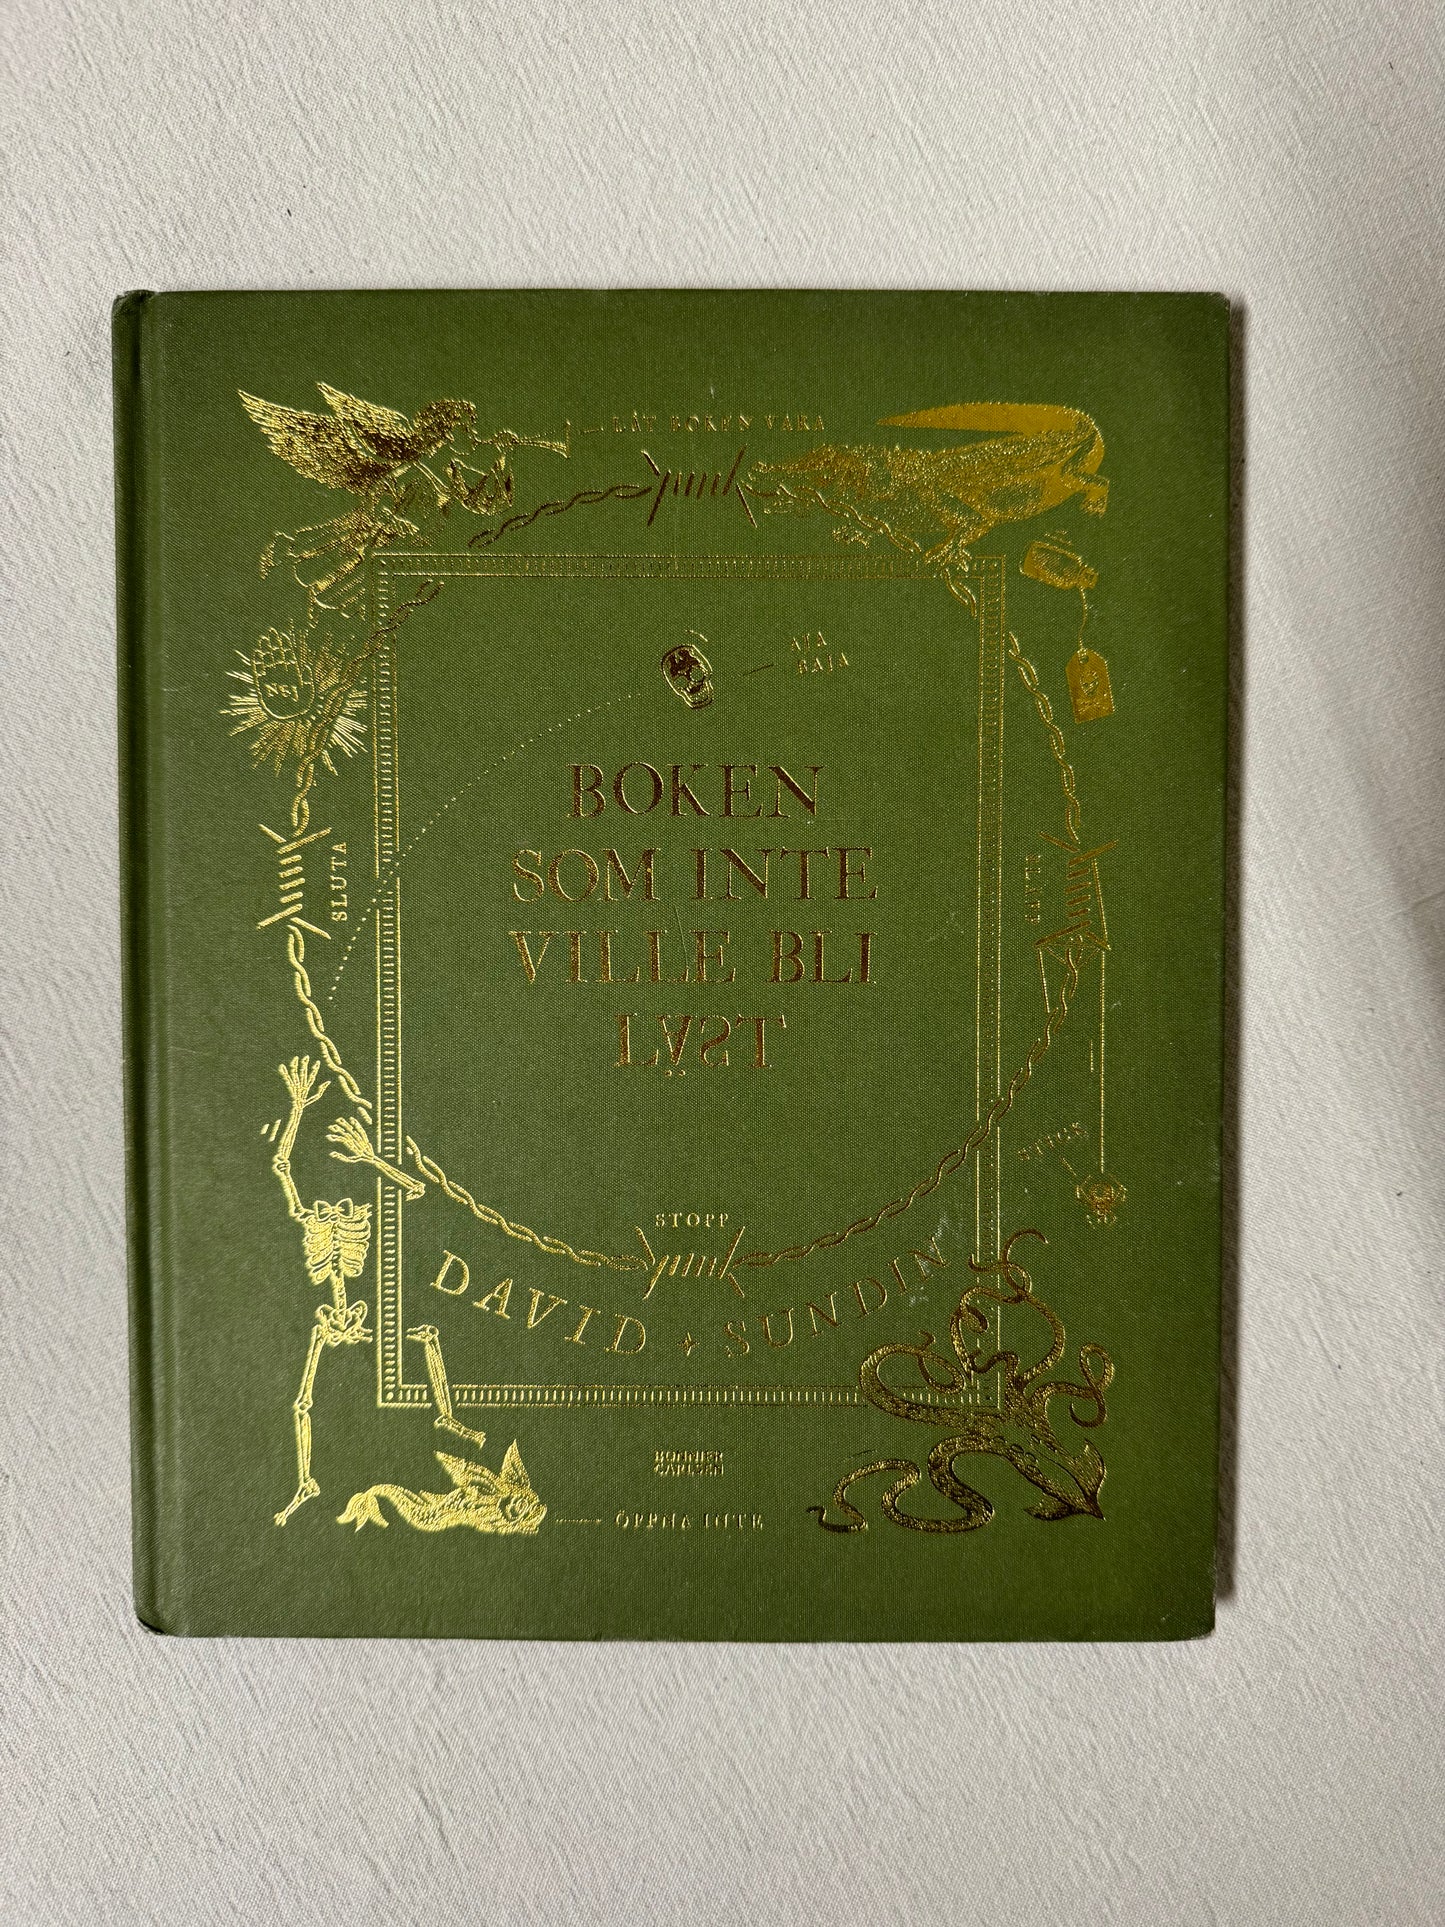 LÅT BOKEN VARA
NEJ
AJA
BAJA
BOKEN
SOM INTE
VILLE BLI
LÄST
SLUTA
STOPP
DAVID + SUNDIN
BONNIER
CARLSEN
ÖPPNA INTE